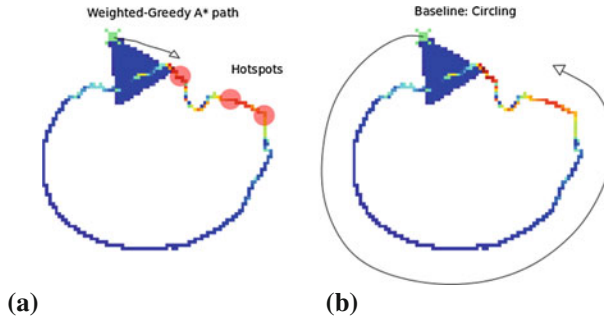 Weighted-Greedy A* path
Hotspots
(a)
Baseline: Circling
(b)